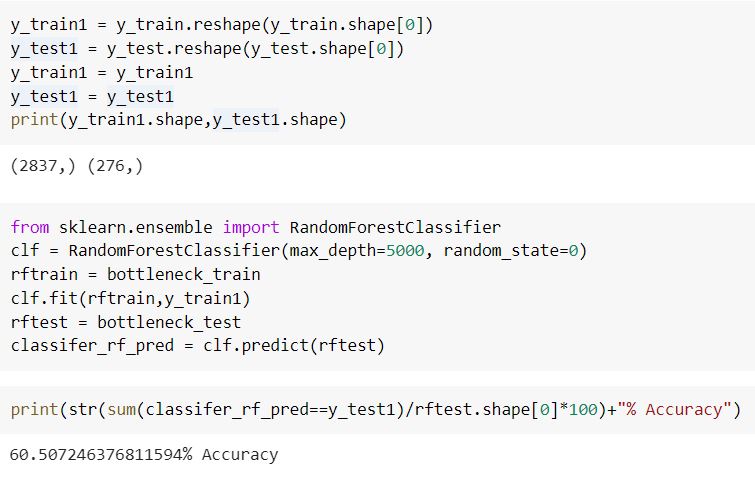 y_train1 = y_train.reshape(y_train.shape[0])
y_test1 = y_test.reshape(y_test.shape[0])
y_train1 = y_train1
y_test1 = y_test1
print(y_train1.shape,y_test1.shape)
(2837,) (276,)
from sklearn.ensemble import RandomForestClassifier
clf = RandomForestClassifier(max_depth=5000, random_state=0)
rftrain = bottleneck_train
clf.fit(rftrain,y_train1)
rftest = bottleneck_test
classifer_rf_pred = clf.predict(rftest)
print(str(sum(classifer_rf_pred==y_test1)/rftest.shape[0]*100)+"% Accuracy")
60.507246376811594% Accuracy